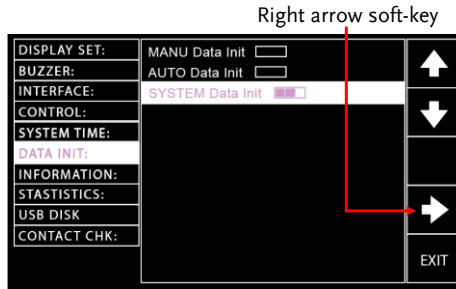 Right arrow soft-key
DISPLAY SET:
BUZZER:
INTERFACE:
CONTROL:
SYSTEM TIME:
DATA INIT:
INFORMATION:
STASTISTICS:
USB DISK
CONTACT CHK:
MANU Data Init
AUTO Data Init
SYSTEM Data Init
EXIT